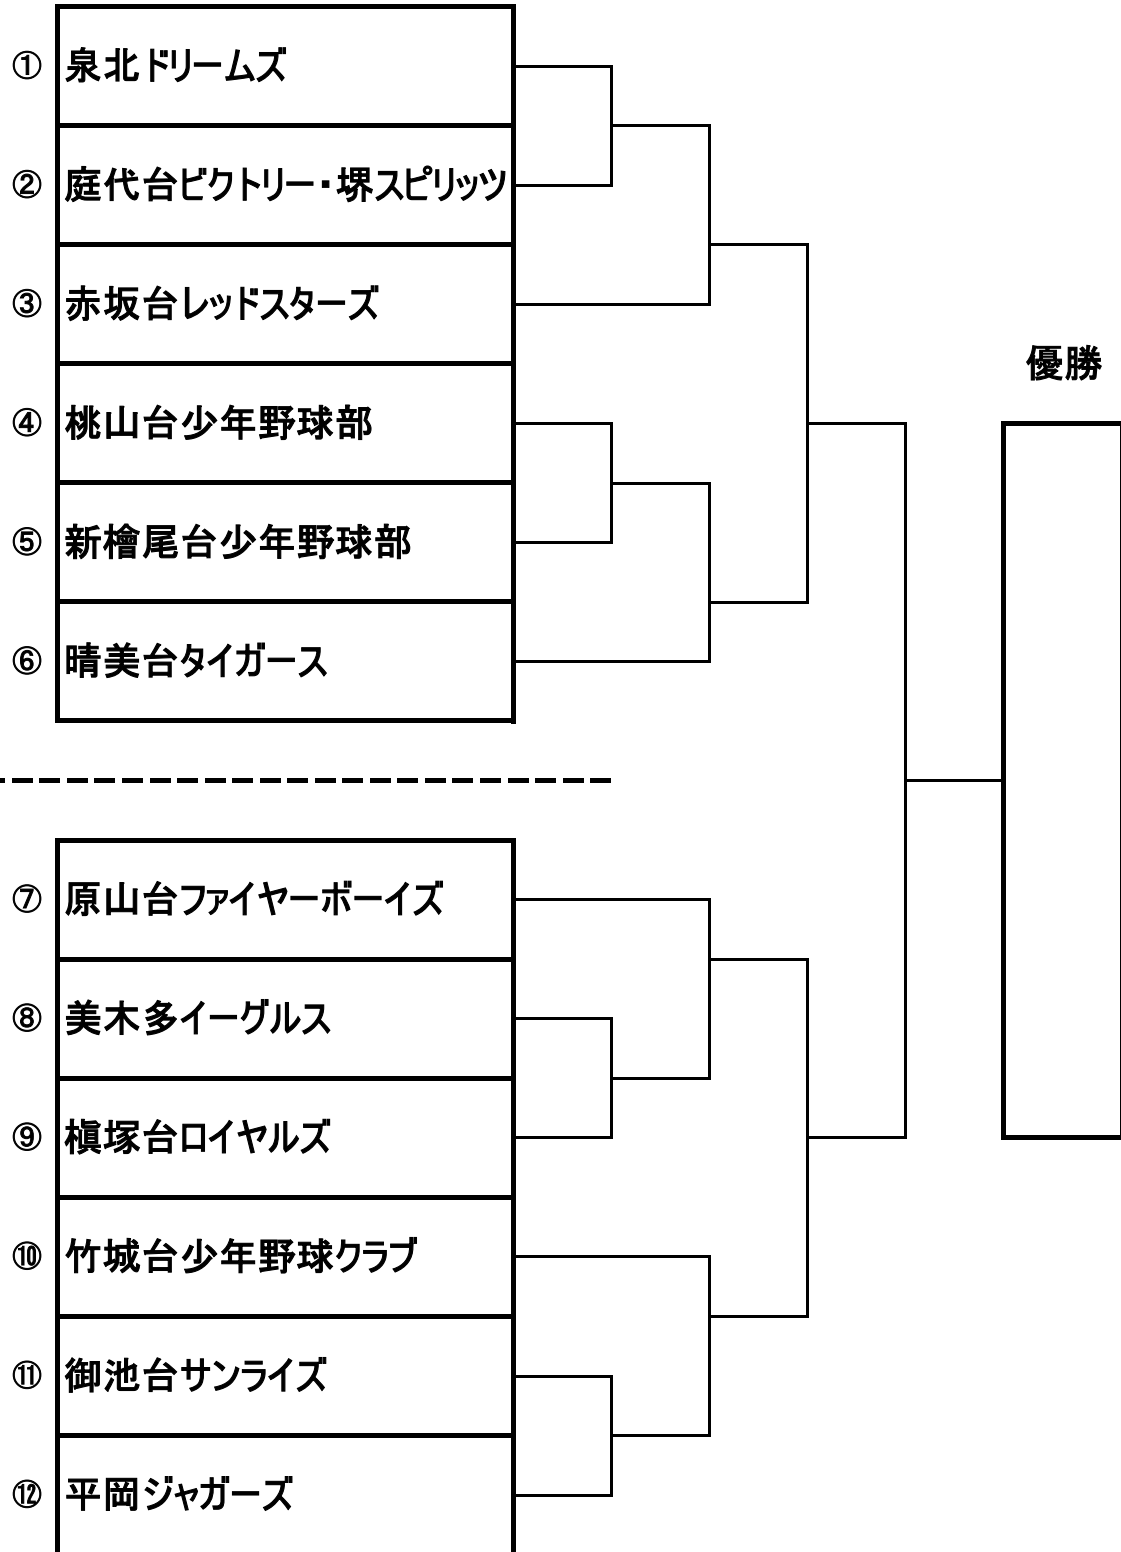 ① 泉北ドリームズ
② 庭代台ビクトリー・堺スピリッツ
③ 赤坂台レッドスターズ
優勝
④ 桃山台少年野球部
⑤ 新檜尾台少年野球部
⑥ 晴美台タイガース
⑦ 原山台ファイヤーボーイズ
⑧ 美木多イーグルス
⑨ 槇塚台ロイヤルズ
⑩ 竹城台少年野球クラブ
⑪ 御池台サンライズ
⑫ 平岡ジャガーズ